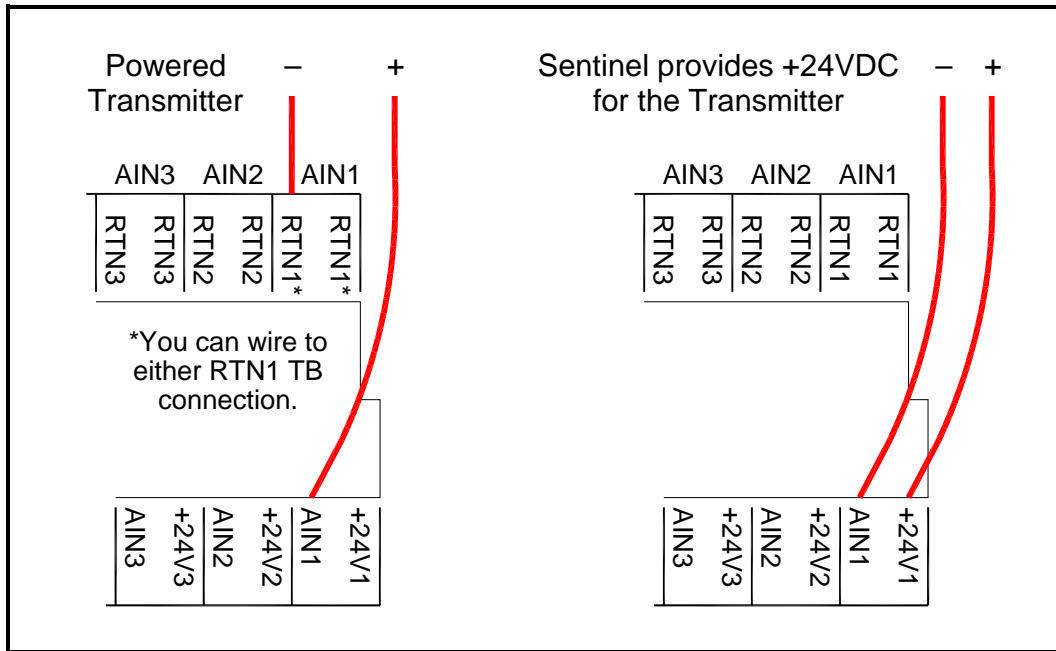 Powered – +
Transmitter
AIN3 AIN2 AIN1
RTN3 RTN3 RTN2 RTN2 RTN1* RTN1*
*You can wire to
either RTN1 TB
connection.
AIN3 +24V3 AIN2 +24V2 AIN1 +24V1
Sentinel provides +24VDC – +
for the Transmitter
AIN3 AIN2 AIN1
RTN3 RTN3 RTN2 RTN2 RTN1 RTN1
AIN3 +24V3 AIN2 +24V2 AIN1 +24V1